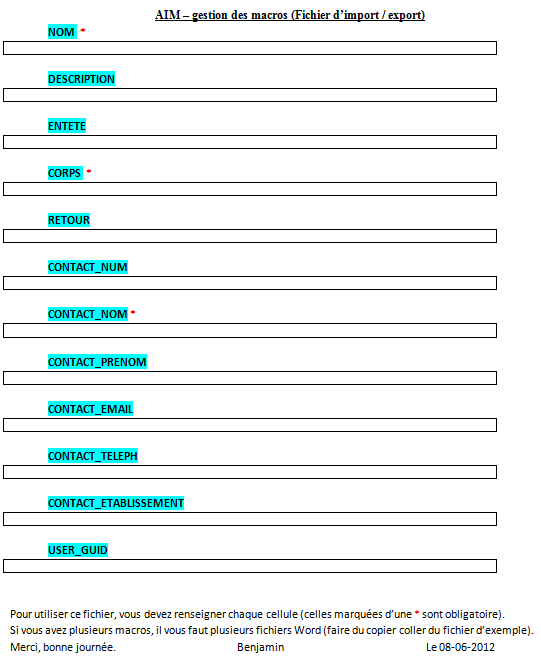 AIM – gestion des macros (Fichier d’import / export)
NOM *
DESCRIPTION
ENTETE
CORPS *
RETOUR
CONTACT_NUM
CONTACT_NOM *
CONTACT_PRENOM
CONTACT_EMAIL
CONTACT_TELEPH
CONTACT_ETABLISSEMENT
USER_GUID
Pour utiliser ce fichier, vous devez renseigner chaque cellule (celles marquées d’une * sont obligatoire).
Si vous avez plusieurs macros, il vous faut plusieurs fichiers Word (faire du copier coller du fichier d’exemple).
Merci, bonne journée. Benjamin Le 08-06-2012